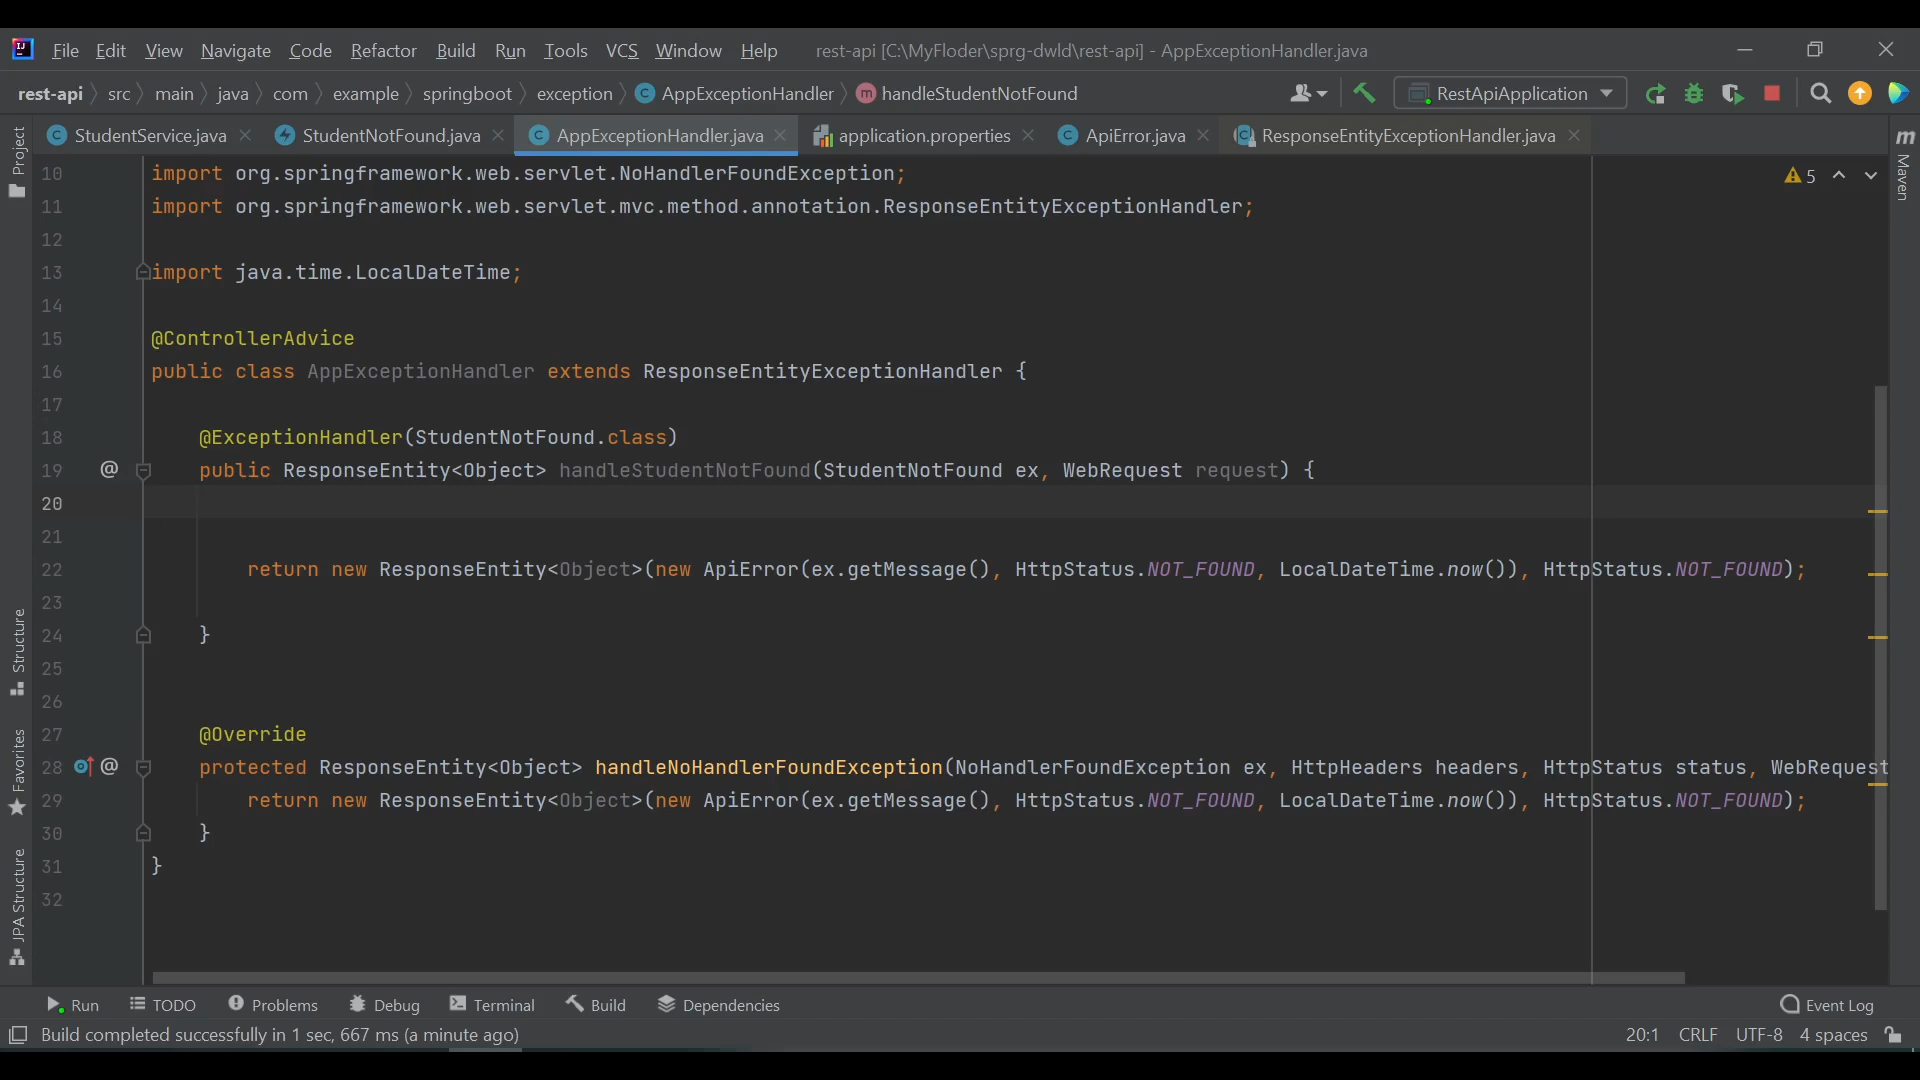 File Edit View Navigate Code Refactor Build Run Tools VCS Window Help rest-api [C:\MyFloder\sprg-dwld\rest-api] - AppExceptionHandler.java
rest-api src main java com example springboot exception AppExceptionHandler handleStudentNotFound RestApiApplication
StudentService.java StudentNotFound.java AppExceptionHandler.java application.properties ApiError.java ResponseEntityExceptionHandler.java
Project
Structure
Favorites
JPA Structure
Maven
5
10 import org.springframework.web.servlet.NoHandlerFoundException;
11 import org.springframework.web.servlet.mvc.method.annotation.ResponseEntityExceptionHandler;
12
13 import java.time.LocalDateTime;
14
15 @ControllerAdvice
16 public class AppExceptionHandler extends ResponseEntityExceptionHandler {
17
18 @ExceptionHandler(StudentNotFound.class)
19 @ public ResponseEntity<Object> handleStudentNotFound(StudentNotFound ex, WebRequest request) {
20
21
22 return new ResponseEntity<Object>(new ApiError(ex.getMessage(), HttpStatus.NOT_FOUND, LocalDateTime.now()), HttpStatus.NOT_FOUND);
23
24 }
25
26
27 @Override
28 @ protected ResponseEntity<Object> handleNoHandlerFoundException(NoHandlerFoundException ex, HttpHeaders headers, HttpStatus status, WebRequest
29 return new ResponseEntity<Object>(new ApiError(ex.getMessage(), HttpStatus.NOT_FOUND, LocalDateTime.now()), HttpStatus.NOT_FOUND);
30 }
31 }
32
Run TODO Problems Debug Terminal Build Dependencies Event Log
Build completed successfully in 1 sec, 667 ms (a minute ago) 20:1 CRLF UTF-8 4 spaces